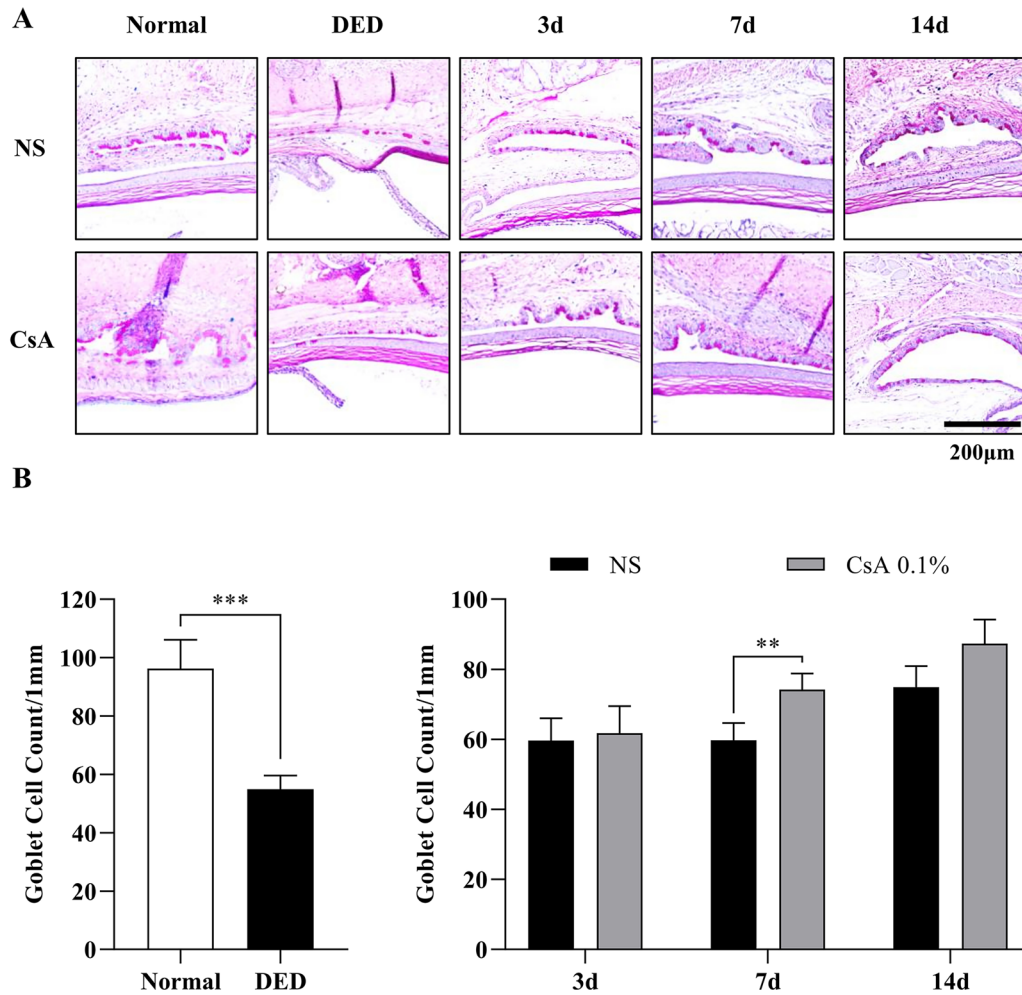 A
Normal DED 3d 7d 14d
NS
CsA
200μm
B
NS CsA 0.1%
Goblet Cell Count/1mm
120
100
80
60
40
20
0
***
Normal DED
Goblet Cell Count/1mm
100
80
60
40
20
0
**
3d 7d 14d